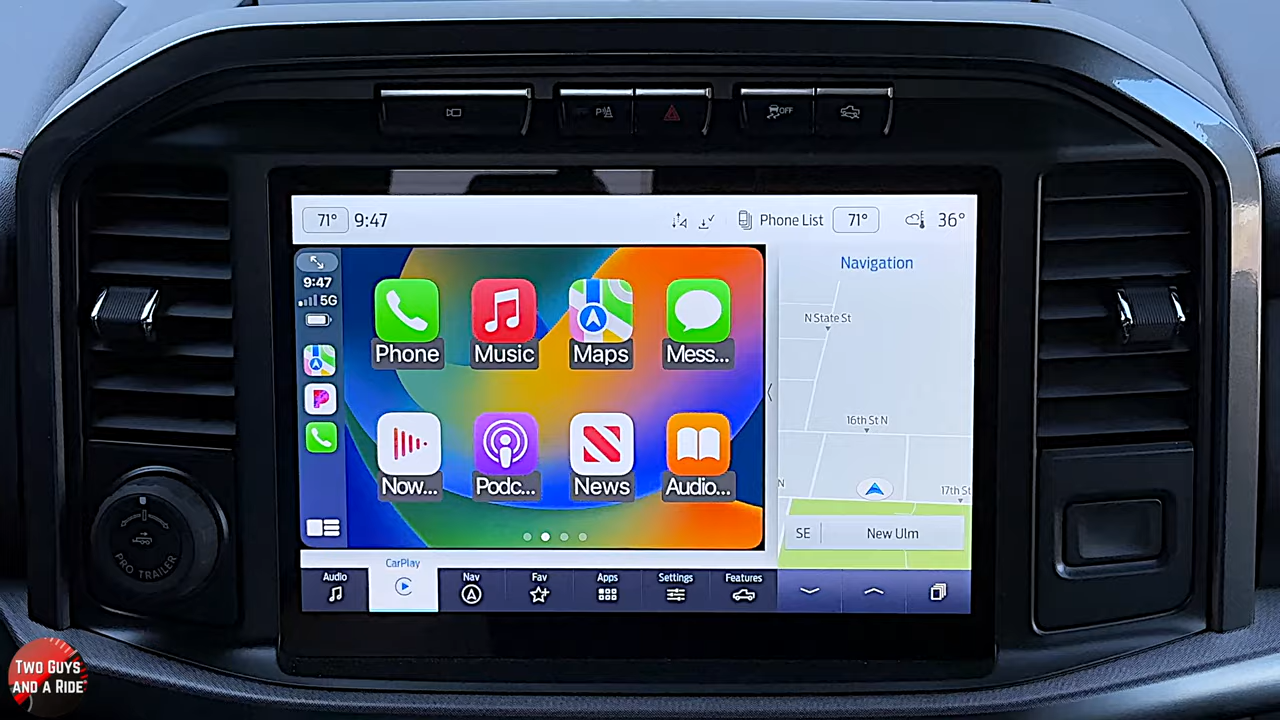 P
OFF
71° 9:47
Phone List 71° 36°
9:47
5G
Phone Music Maps Mess...
Now... Podc... News Audio...
Navigation
N State St
16th St N
N
17th St
SE New Ulm
CarPlay
Audio Nav Fav Apps Settings Features
PRO TRAILER
TWO GUYS
AND A RIDE